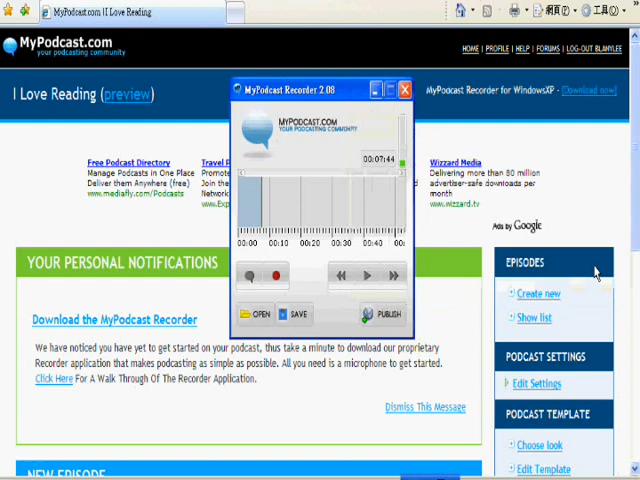 MyPodcast.com | I Love Reading
網頁(P)
工具(O)
MyPodcast.com
your podcasting community
HOME | PROFILE | HELP | FORUMS | LOG-OUT BLANYLEE
I Love Reading (preview)
MyPodcast Recorder for WindowsXP - [Download now]
MyPodcast Recorder 2.08
MYPODCAST.COM
YOUR PODCASTING COMMUNITY
00:07:44
Free Podcast Directory
Manage Podcasts in One Place
Deliver them Anywhere (free)
www.mediafly.com/Podcasts
Travel P
Promote
Join the
Network
www.Exp
Wizzard Media
Delivering more than 80 million
advertiser-safe downloads per
month
www.wizzard.tv
Ads by Google
00:00 00:10 00:20 00:30 00:40 00:
OPEN SAVE PUBLISH
YOUR PERSONAL NOTIFICATIONS
Download the MyPodcast Recorder
We have noticed you have yet to get started on your podcast, thus take a minute to download our proprietary
Recorder application that makes podcasting as simple as possible. All you need is a microphone to get started.
Click Here For A Walk Through Of The Recorder Application.
Dismiss This Message
NEW EPISODE
EPISODES
Create new
Show list
PODCAST SETTINGS
Edit Settings
PODCAST TEMPLATE
Choose look
Edit Template